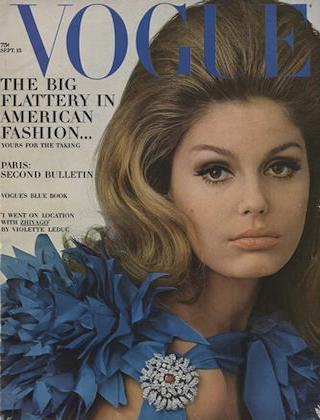 VOGUE
75¢
SEPT. 15
THE BIG
FLATTERY IN
AMERICAN
FASHION...
YOURS FOR THE TAKING
PARIS:
SECOND BULLETIN
VOGUE'S BLUE BOOK
"I WENT ON LOCATION
WITH ZHIVAGO"
BY VIOLETTE LEDUC